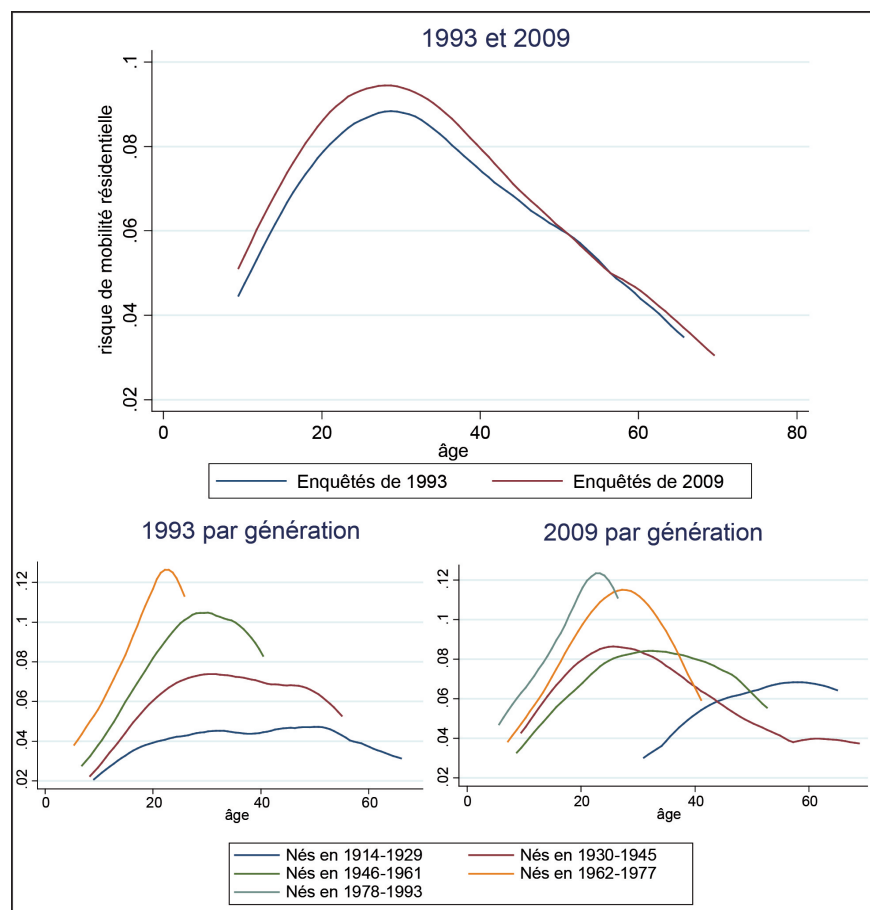 1993 et 2009
risque de mobilité résidentielle
.1
.08
.06
.04
.02
0 20 40 60 80
âge
Enquêtés de 1993 Enquêtés de 2009
1993 par génération
.12
.1
.08
.06
.04
.02
0 20 40 60
âge
2009 par génération
.12
.1
.08
.06
.04
.02
0 20 40 60
âge
Nés en 1914-1929 Nés en 1930-1945
Nés en 1946-1961 Nés en 1962-1977
Nés en 1978-1993